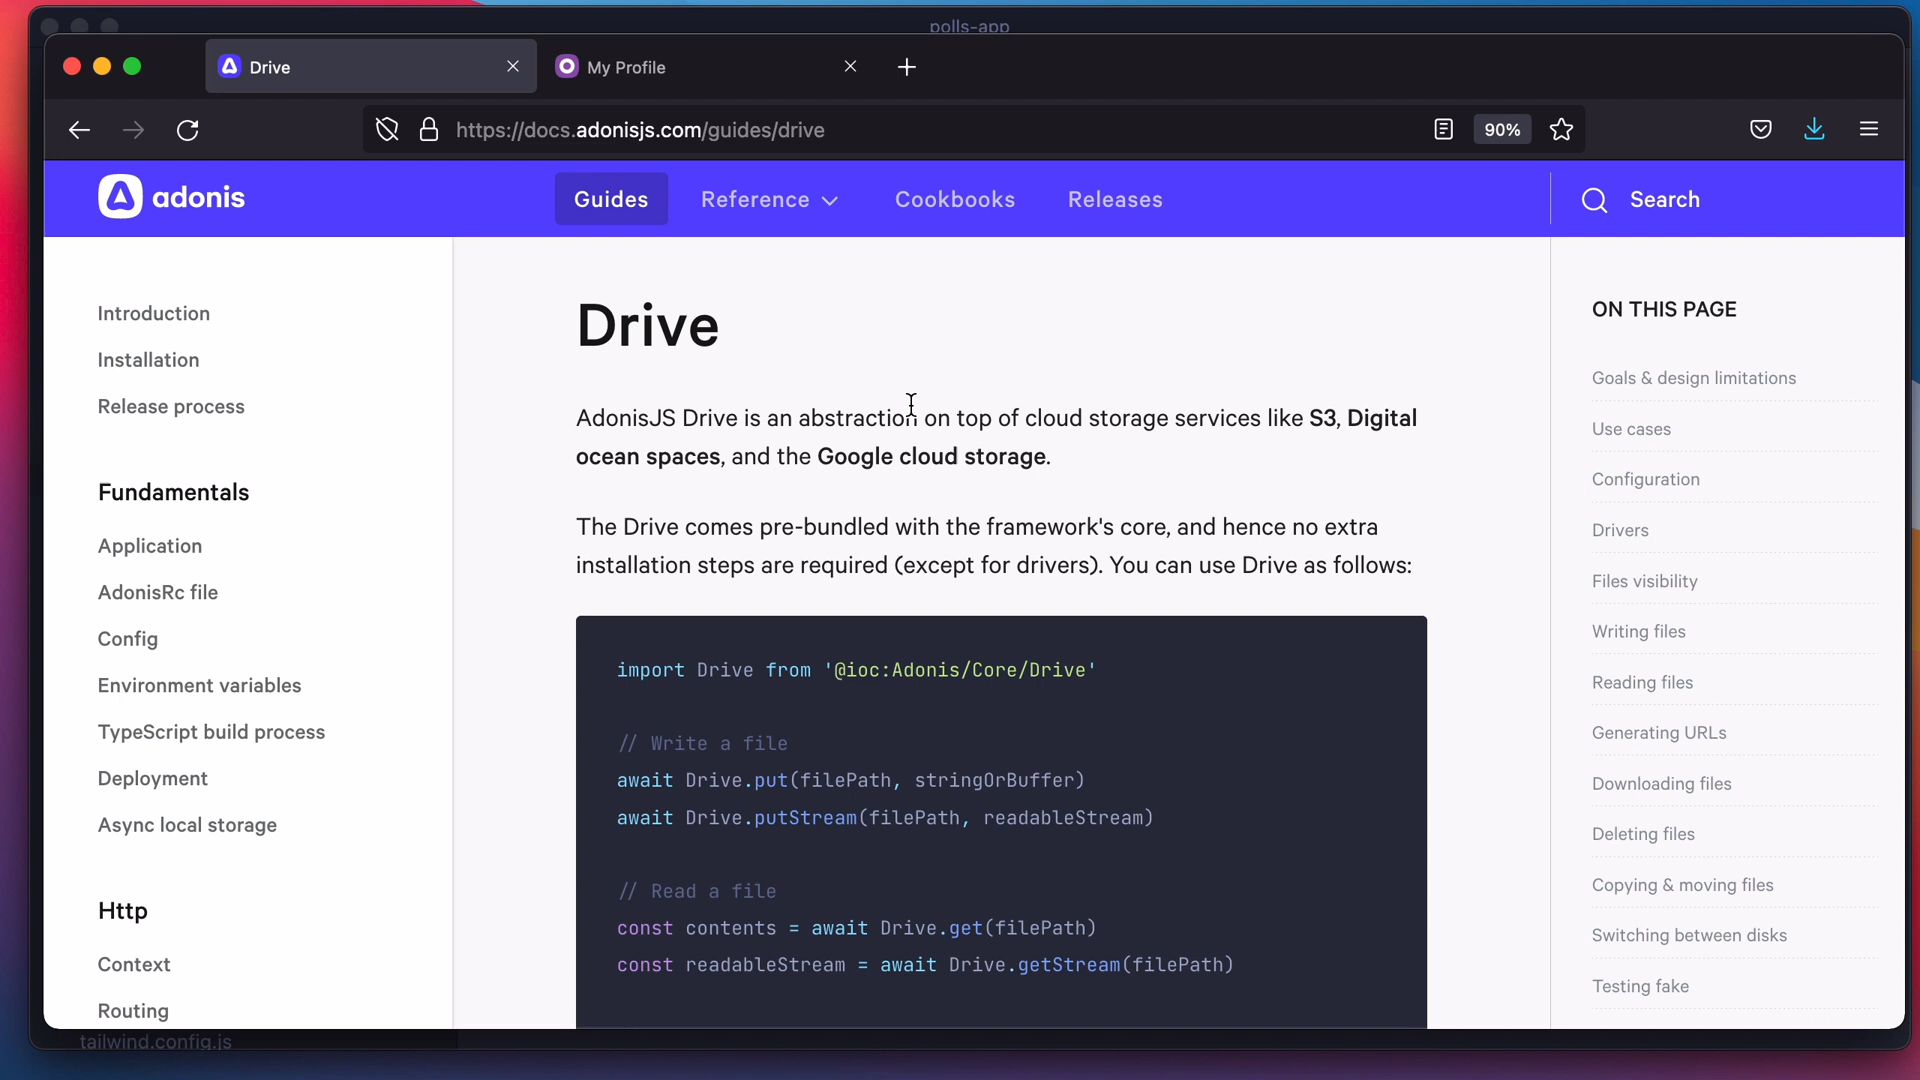 polls-app
Drive
My Profile
https://docs.adonisjs.com/guides/drive
90%
adonis
Guides
Reference
Cookbooks
Releases
Search
Introduction
Installation
Release process
Fundamentals
Application
AdonisRc file
Config
Environment variables
TypeScript build process
Deployment
Async local storage
Http
Context
Routing
tailwind.config.js
Drive
AdonisJS Drive is an abstraction on top of cloud storage services like S3, Digital
ocean spaces, and the Google cloud storage.
The Drive comes pre-bundled with the framework's core, and hence no extra
installation steps are required (except for drivers). You can use Drive as follows:
import Drive from '@ioc:Adonis/Core/Drive'
// Write a file
await Drive.put(filePath, stringOrBuffer)
await Drive.putStream(filePath, readableStream)
// Read a file
const contents = await Drive.get(filePath)
const readableStream = await Drive.getStream(filePath)
ON THIS PAGE
Goals & design limitations
Use cases
Configuration
Drivers
Files visibility
Writing files
Reading files
Generating URLs
Downloading files
Deleting files
Copying & moving files
Switching between disks
Testing fake